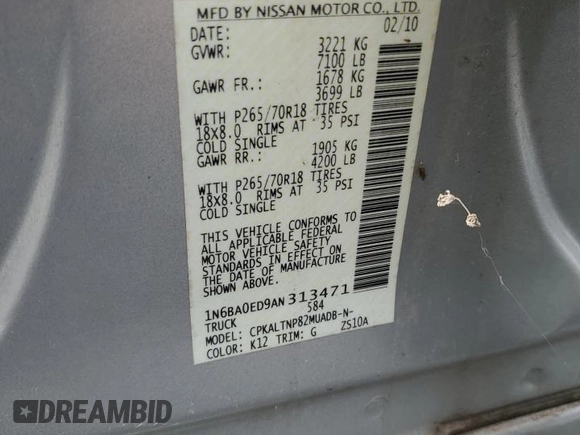 MFD BY NISSAN MOTOR CO., LTD.
DATE: 02/10
GVWR: 3221 KG
7100 LB
GAWR FR.: 1678 KG
3699 LB
WITH P265/70R18 TIRES
18X8.0 RIMS AT 35 PSI
COLD SINGLE
GAWR RR.: 1905 KG
4200 LB
WITH P265/70R18 TIRES
18X8.0 RIMS AT 35 PSI
COLD SINGLE
THIS VEHICLE CONFORMS TO
ALL APPLICABLE FEDERAL
MOTOR VEHICLE SAFETY
STANDARDS IN EFFECT ON
THE DATE OF MANUFACTURE
SHOWN ABOVE.
1N6BA0ED9AN313471
TRUCK 584
MODEL: CPKALTNP82MUADB-N-
COLOR: K12 TRIM: G ZS10A
DREAMBID